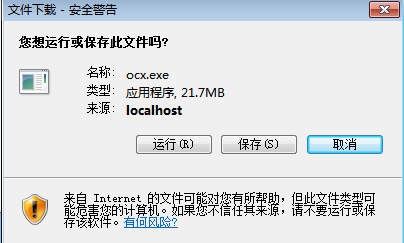 文件下载 - 安全警告
您想运行或保存此文件吗?
名称: ocx.exe
类型: 应用程序, 21.7MB
来源: localhost
运行(R) 保存(S) 取消
来自 Internet 的文件可能对您有所帮助，但此文件类型可
能危害您的计算机。如果您不信任其来源，请不要运行或保
存该软件。有何风险?